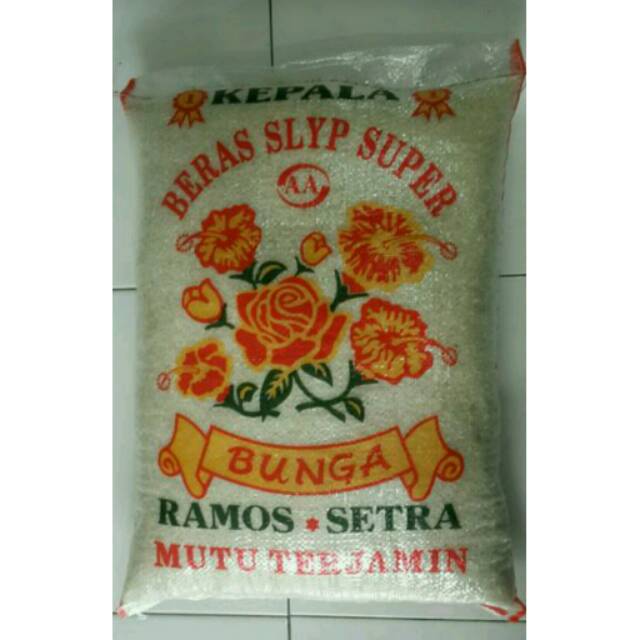 KEPALA
BERAS SLYP SUPER
AA
BUNGA
RAMOS * SETRA
MUTU TERJAMIN